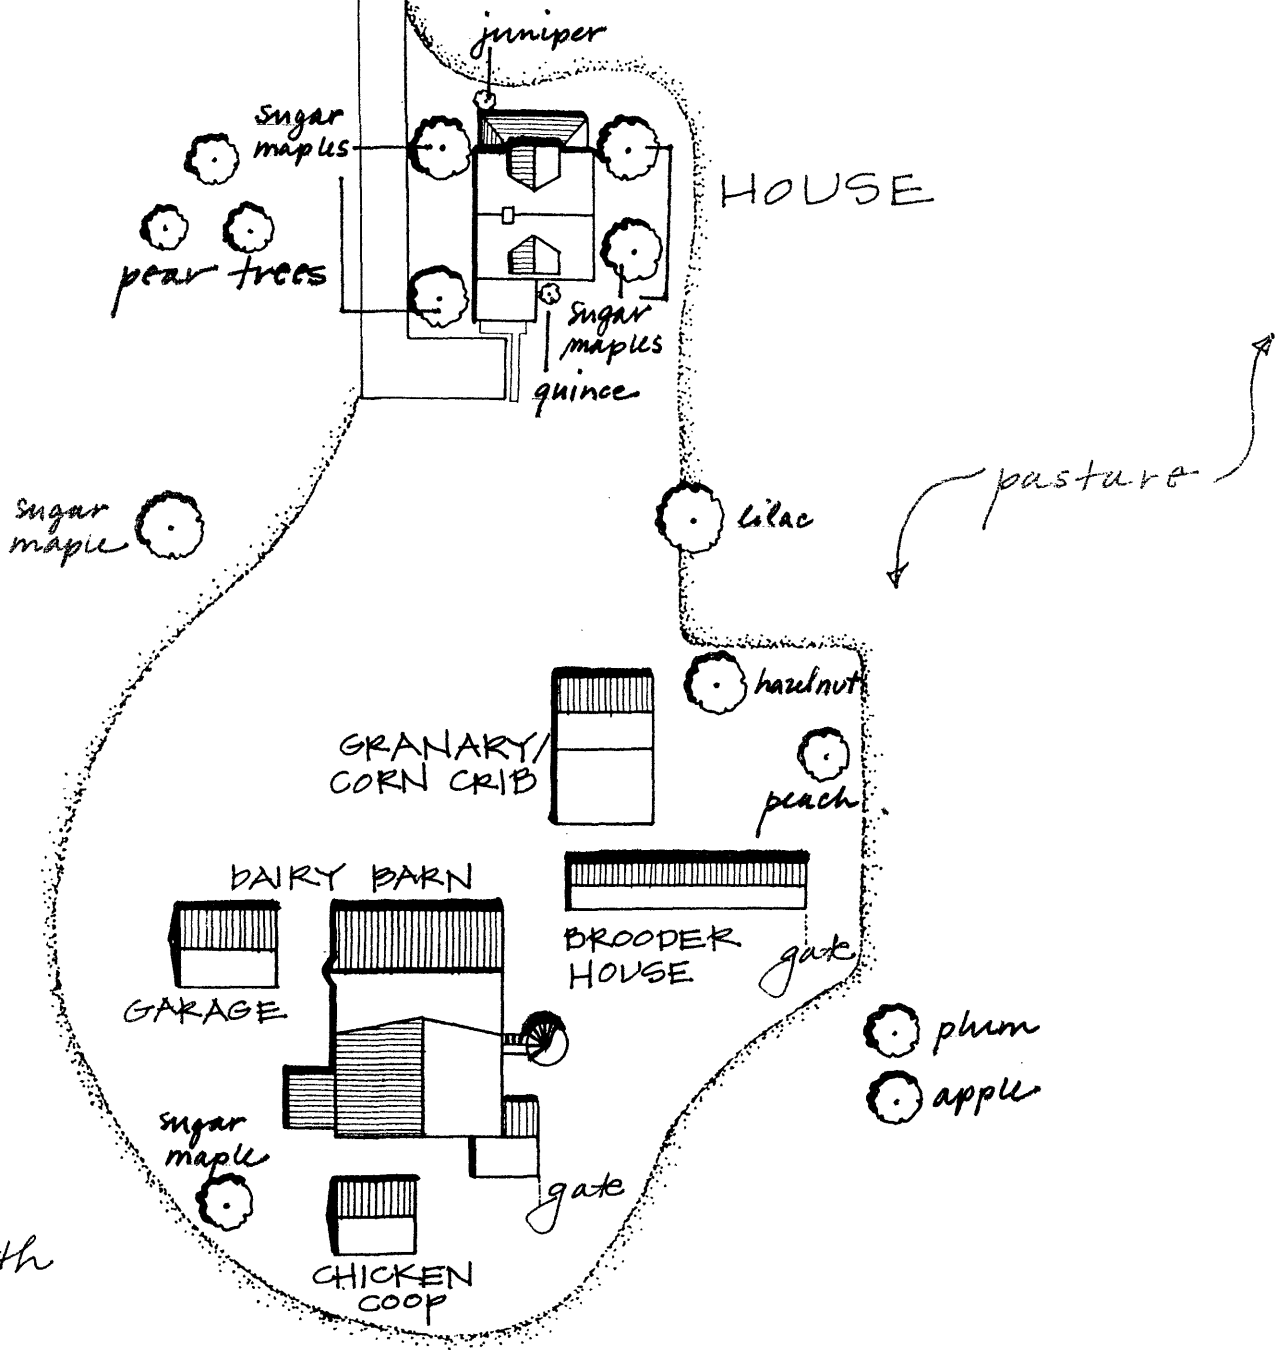 juniper
sugar
maples
HOUSE
pear trees
sugar
maples
quince
pasture
sugar
maple
lilac
hazelnut
GRANARY/
CORN CRIB
peach
DAIRY BARN
BROODER
HOUSE
gate
GARAGE
plum
apple
sugar
maple
gate
th
CHICKEN
COOP